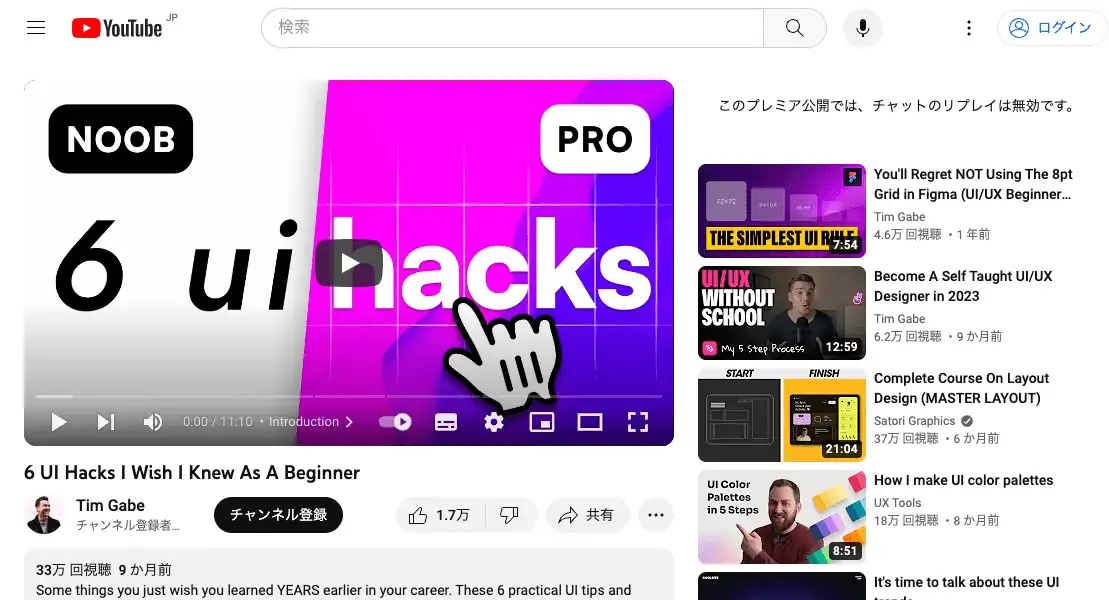 YouTube JP
検索
ログイン
NOOB
PRO
6 ui hacks
0:00 / 11:10 • Introduction
6 UI Hacks I Wish I Knew As A Beginner
Tim Gabe
チャンネル登録者...
チャンネル登録
1.7万
共有
33万 回視聴 9 か月前
Some things you just wish you learned YEARS earlier in your career. These 6 practical UI tips and
このプレミア公開では、チャットのリプレイは無効です。
72×72
64×64
THE SIMPLEST UI RULE
7:54
You'll Regret NOT Using The 8pt
Grid in Figma (UI/UX Beginner...
Tim Gabe
4.6万 回視聴 • 1 年前
UI/UX
WITHOUT
SCHOOL
My 5 Step Process
12:59
Become A Self Taught UI/UX
Designer in 2023
Tim Gabe
6.2万 回視聴 • 9 か月前
START
FINISH
21:04
Complete Course On Layout
Design (MASTER LAYOUT)
Satori Graphics
37万 回視聴 • 6 か月前
UI Color
Palettes
in 5 Steps
8:51
How I make UI color palettes
UX Tools
18万 回視聴 • 8 か月前
It's time to talk about these UI
trends